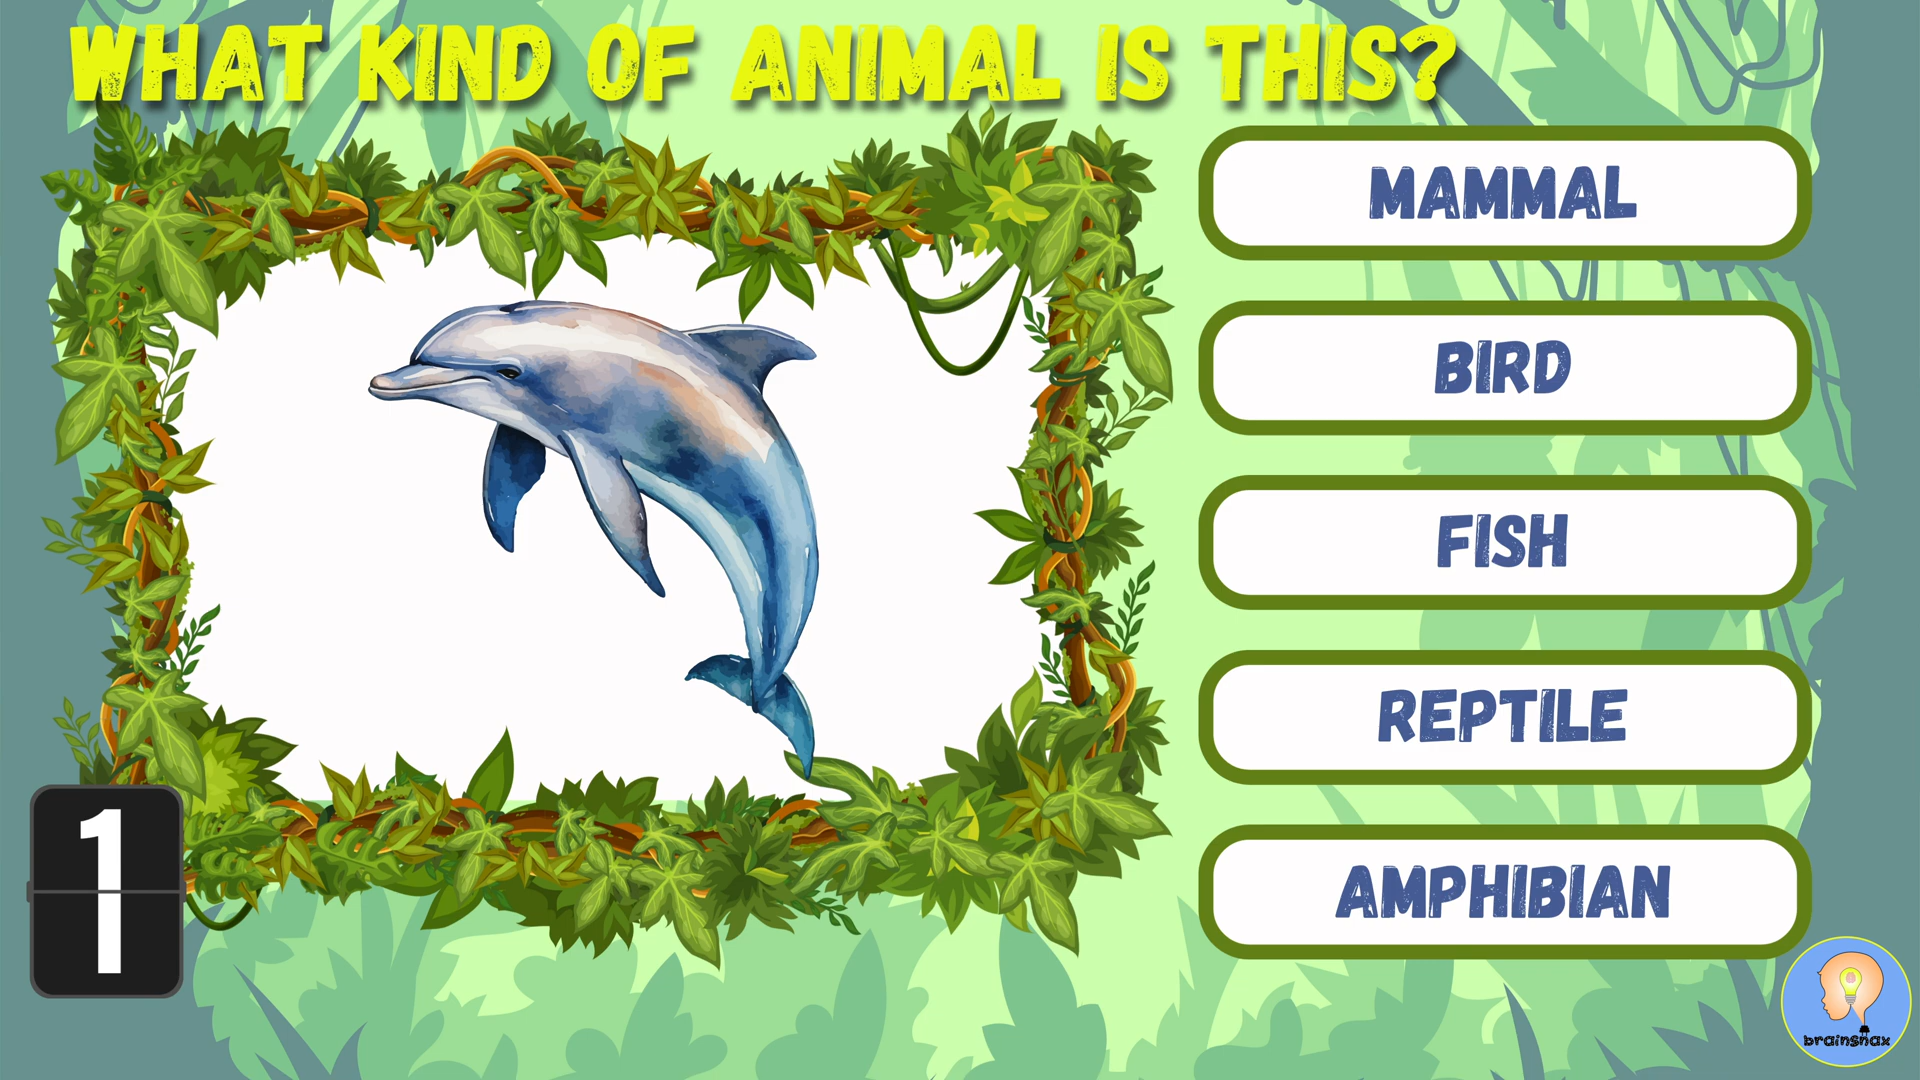 WHAT KIND OF ANIMAL IS THIS?
MAMMAL
BIRD
FISH
REPTILE
AMPHIBIAN
1
brainsnax